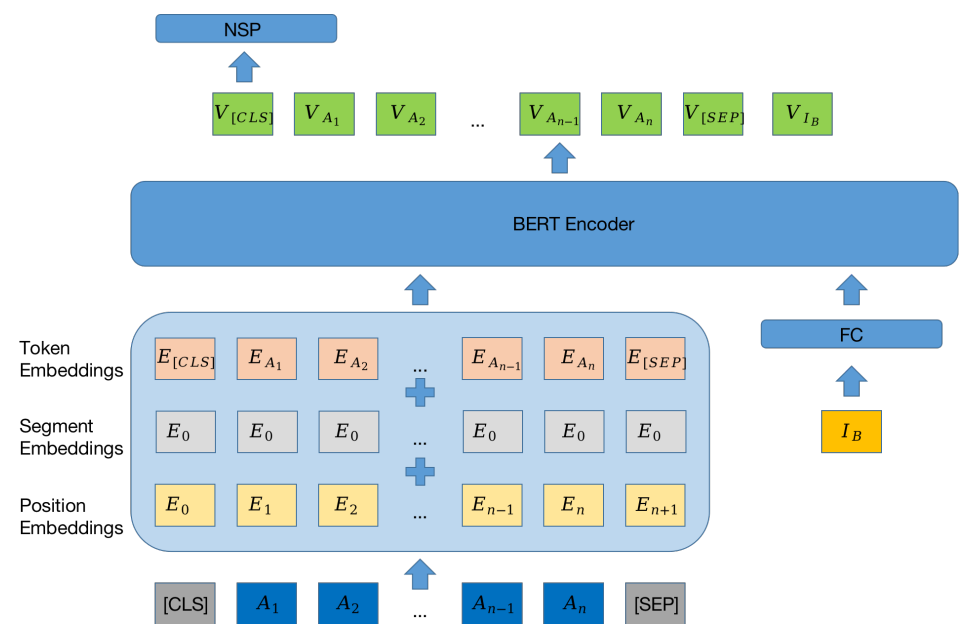 NSP
V[CLS] VA1 VA2 ... VAn−1 VAn V[SEP] VIB
BERT Encoder
FC
Token
Embeddings
E[CLS] EA1 EA2 ... EAn−1 EAn E[SEP]
Segment
Embeddings
E0 E0 E0 ... E0 E0 E0
IB
Position
Embeddings
E0 E1 E2 ... En−1 En En+1
[CLS] A1 A2 ... An−1 An [SEP]